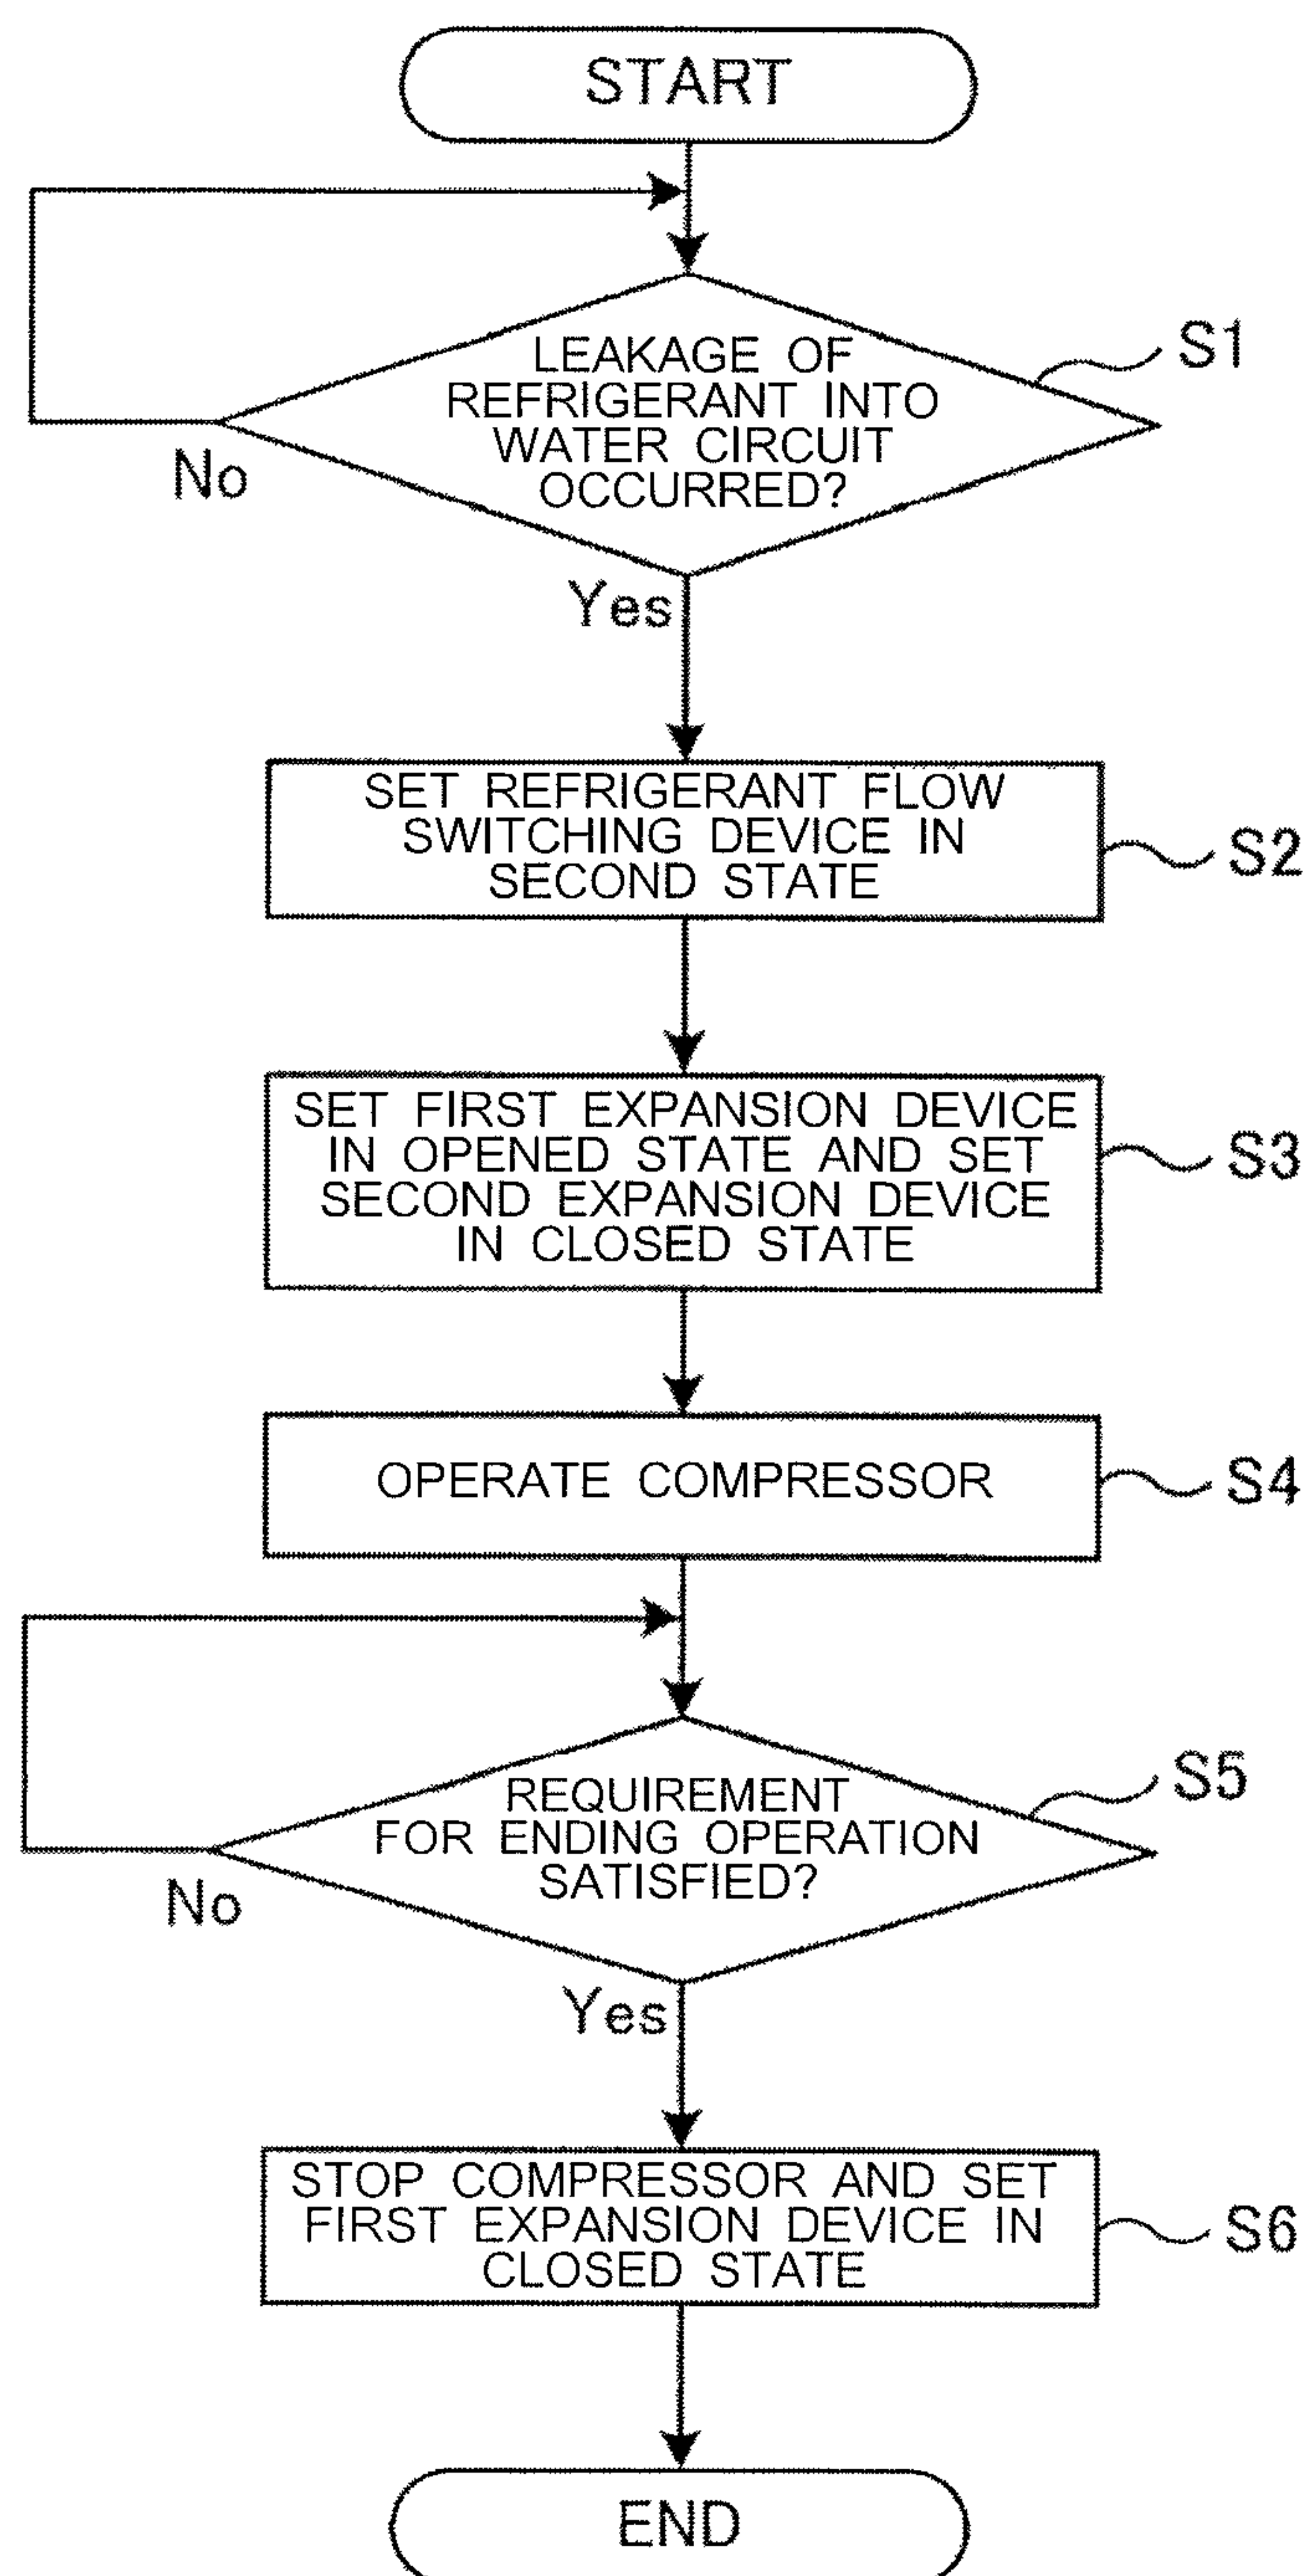 START
LEAKAGE OF
REFRIGERANT INTO
WATER CIRCUIT
OCCURRED?
S1
No
Yes
SET REFRIGERANT FLOW
SWITCHING DEVICE IN
SECOND STATE
S2
SET FIRST EXPANSION DEVICE
IN OPENED STATE AND SET
SECOND EXPANSION DEVICE
IN CLOSED STATE
S3
OPERATE COMPRESSOR
S4
REQUIREMENT
FOR ENDING OPERATION
SATISFIED?
S5
No
Yes
STOP COMPRESSOR AND SET
FIRST EXPANSION DEVICE IN
CLOSED STATE
S6
END